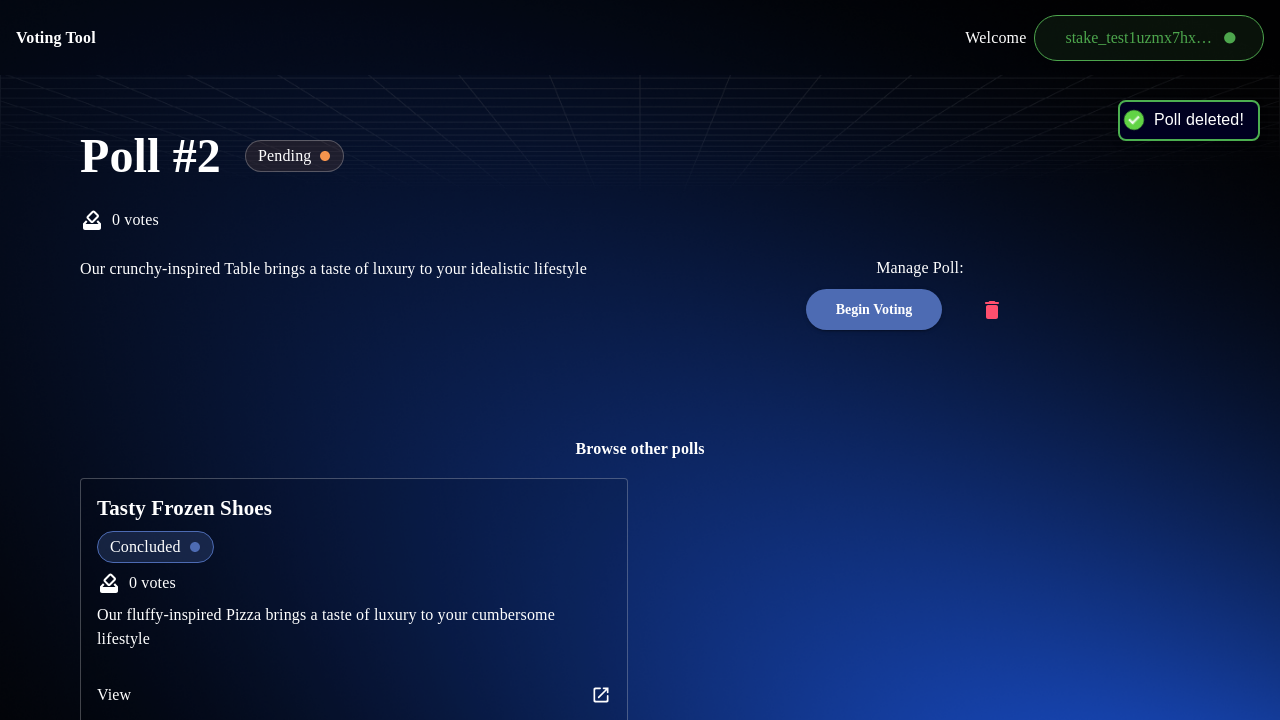 Voting Tool
Welcome
stake_test1uzmx7hx…
Poll deleted!
Poll #2
Pending
0 votes
Our crunchy-inspired Table brings a taste of luxury to your idealistic lifestyle
Manage Poll:
Begin Voting
Browse other polls
Tasty Frozen Shoes
Concluded
0 votes
Our fluffy-inspired Pizza brings a taste of luxury to your cumbersome
lifestyle
View